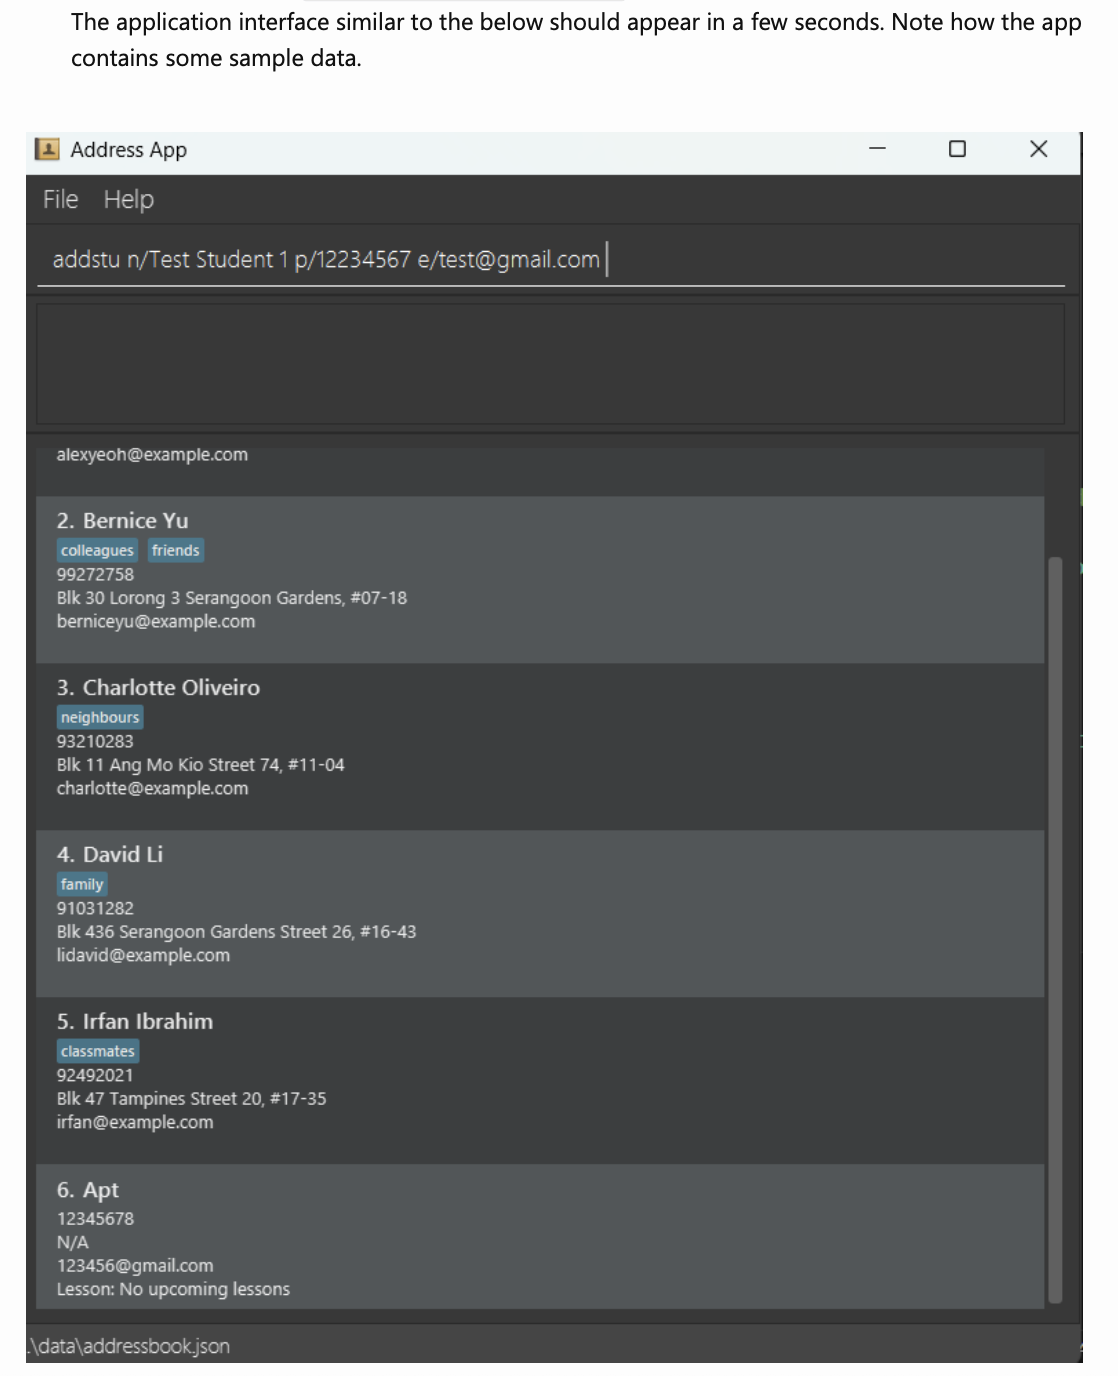 The application interface similar to the below should appear in a few seconds. Note how the app
contains some sample data.
Address App
File Help
addstu n/Test Student 1 p/12234567 e/test@gmail.com
alexyeoh@example.com
2. Bernice Yu
colleagues friends
99272758
Blk 30 Lorong 3 Serangoon Gardens, #07-18
berniceyu@example.com
3. Charlotte Oliveiro
neighbours
93210283
Blk 11 Ang Mo Kio Street 74, #11-04
charlotte@example.com
4. David Li
family
91031282
Blk 436 Serangoon Gardens Street 26, #16-43
lidavid@example.com
5. Irfan Ibrahim
classmates
92492021
Blk 47 Tampines Street 20, #17-35
irfan@example.com
6. Apt
12345678
N/A
123456@gmail.com
Lesson: No upcoming lessons
.\data\addressbook.json